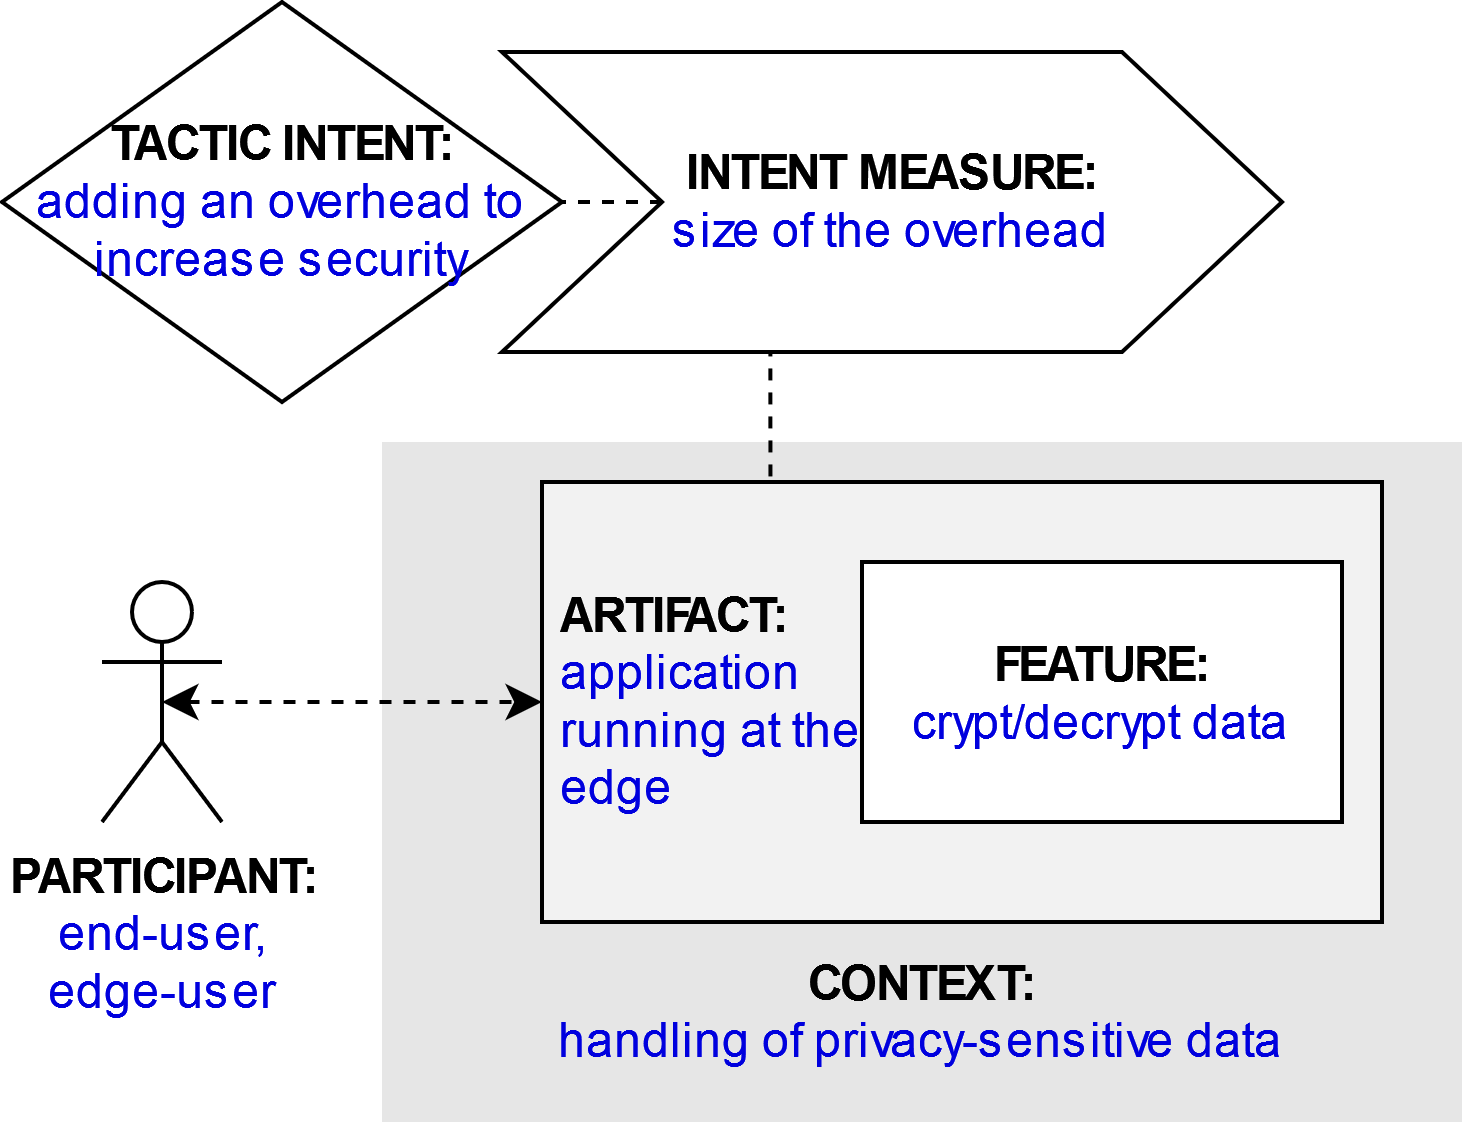 TACTIC INTENT:
adding an overhead to
increase security
INTENT MEASURE:
size of the overhead
ARTIFACT:
application
running at the
edge
FEATURE:
crypt/decrypt data
PARTICIPANT:
end-user,
edge-user
CONTEXT:
handling of privacy-sensitive data